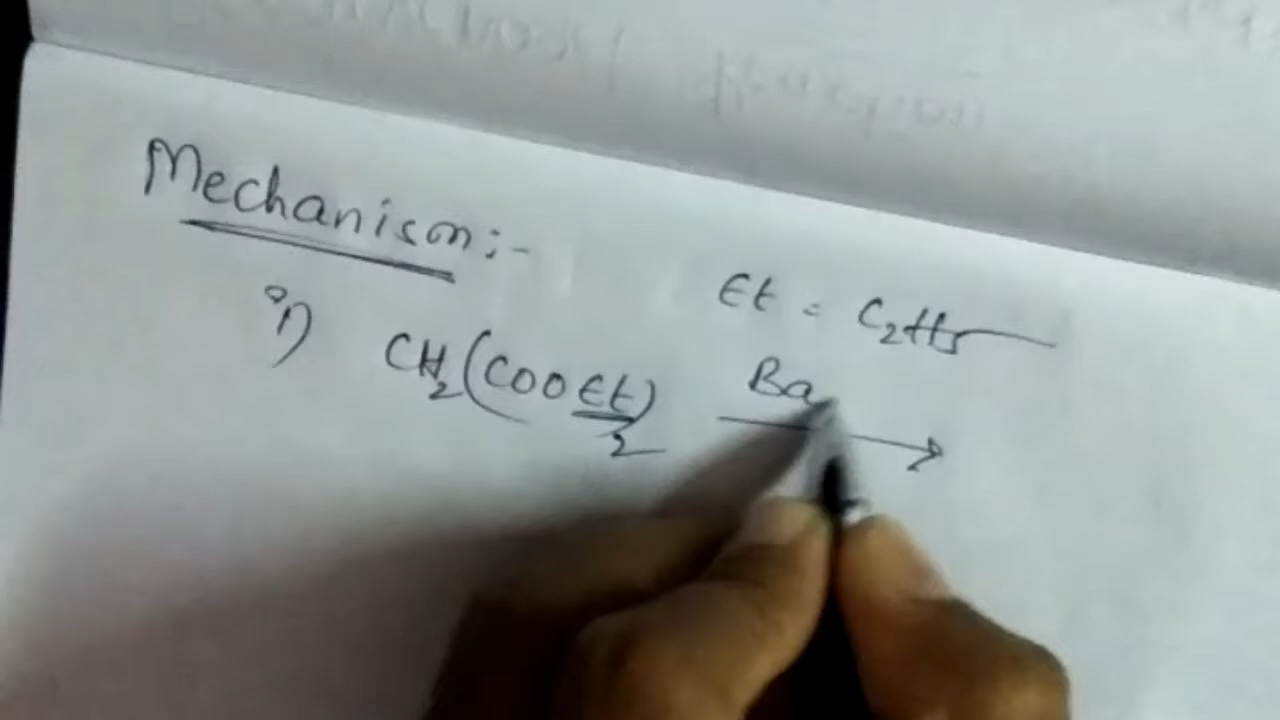 Mechanism :-
Et = C2H5
i) CH2(COOEt)2 Ba